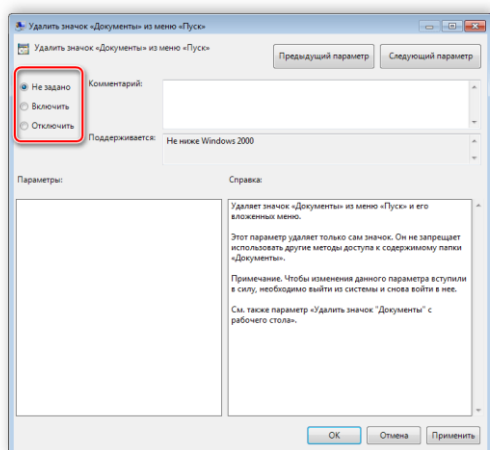 Удалить значок «Документы» из меню «Пуск»
Удалить значок «Документы» из меню «Пуск»
Предыдущий параметр
Следующий параметр
Не задано
Включить
Отключить
Комментарий:
Поддерживается:
Не ниже Windows 2000
Параметры:
Справка:
Удаляет значок «Документы» из меню «Пуск» и его
вложенных меню.
Этот параметр удаляет только сам значок. Он не запрещает
использовать другие методы доступа к содержимому папки
«Документы».
Примечание. Чтобы изменения данного параметра вступили
в силу, необходимо выйти из системы и снова войти в нее.
См. также параметр «Удалить значок "Документы" с
рабочего стола».
ОК
Отмена
Применить